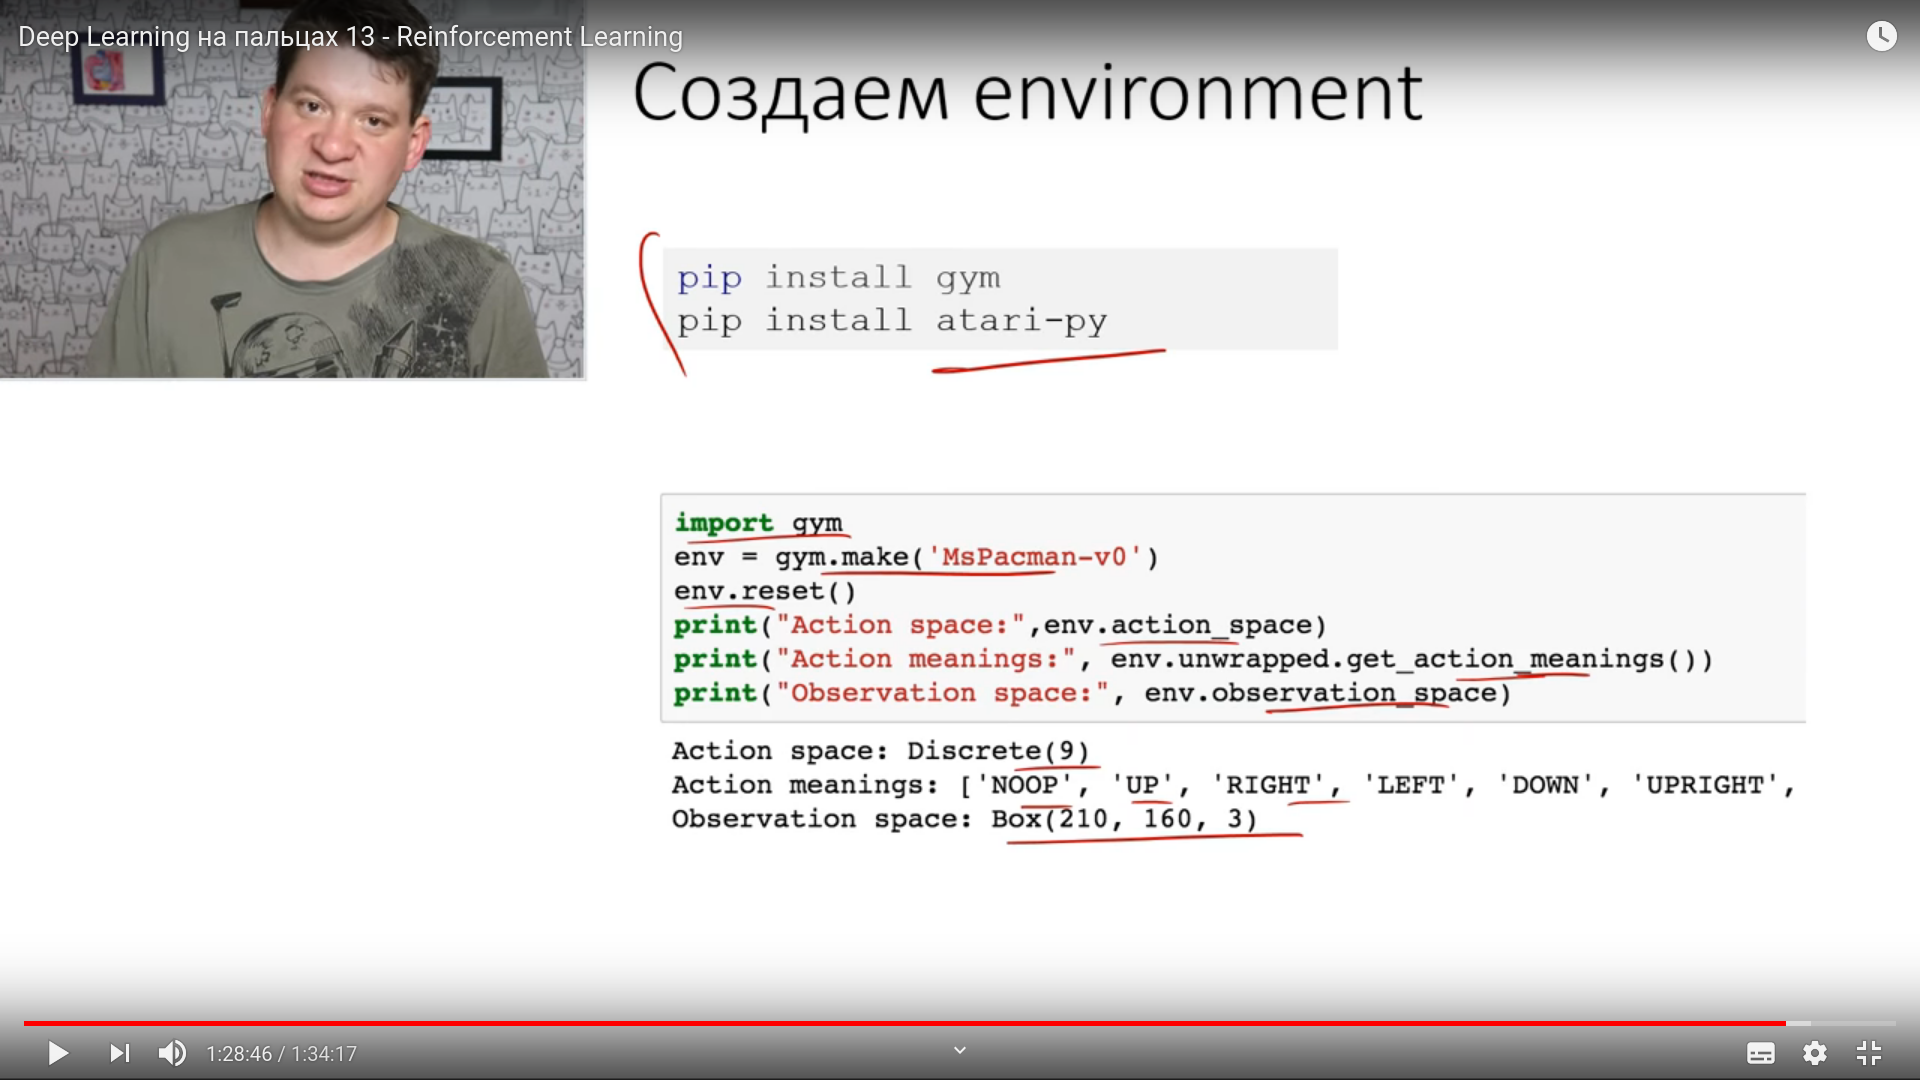 Deep Learning на пальцах 13 - Reinforcement Learning
Создаем environment
pip install gym
pip install atari-py
import gym
env = gym.make('MsPacman-v0')
env.reset()
print("Action space:",env.action_space)
print("Action meanings:", env.unwrapped.get_action_meanings())
print("Observation space:", env.observation_space)
Action space: Discrete(9)
Action meanings: ['NOOP', 'UP', 'RIGHT', 'LEFT', 'DOWN', 'UPRIGHT',
Observation space: Box(210, 160, 3)
1:28:46 / 1:34:17